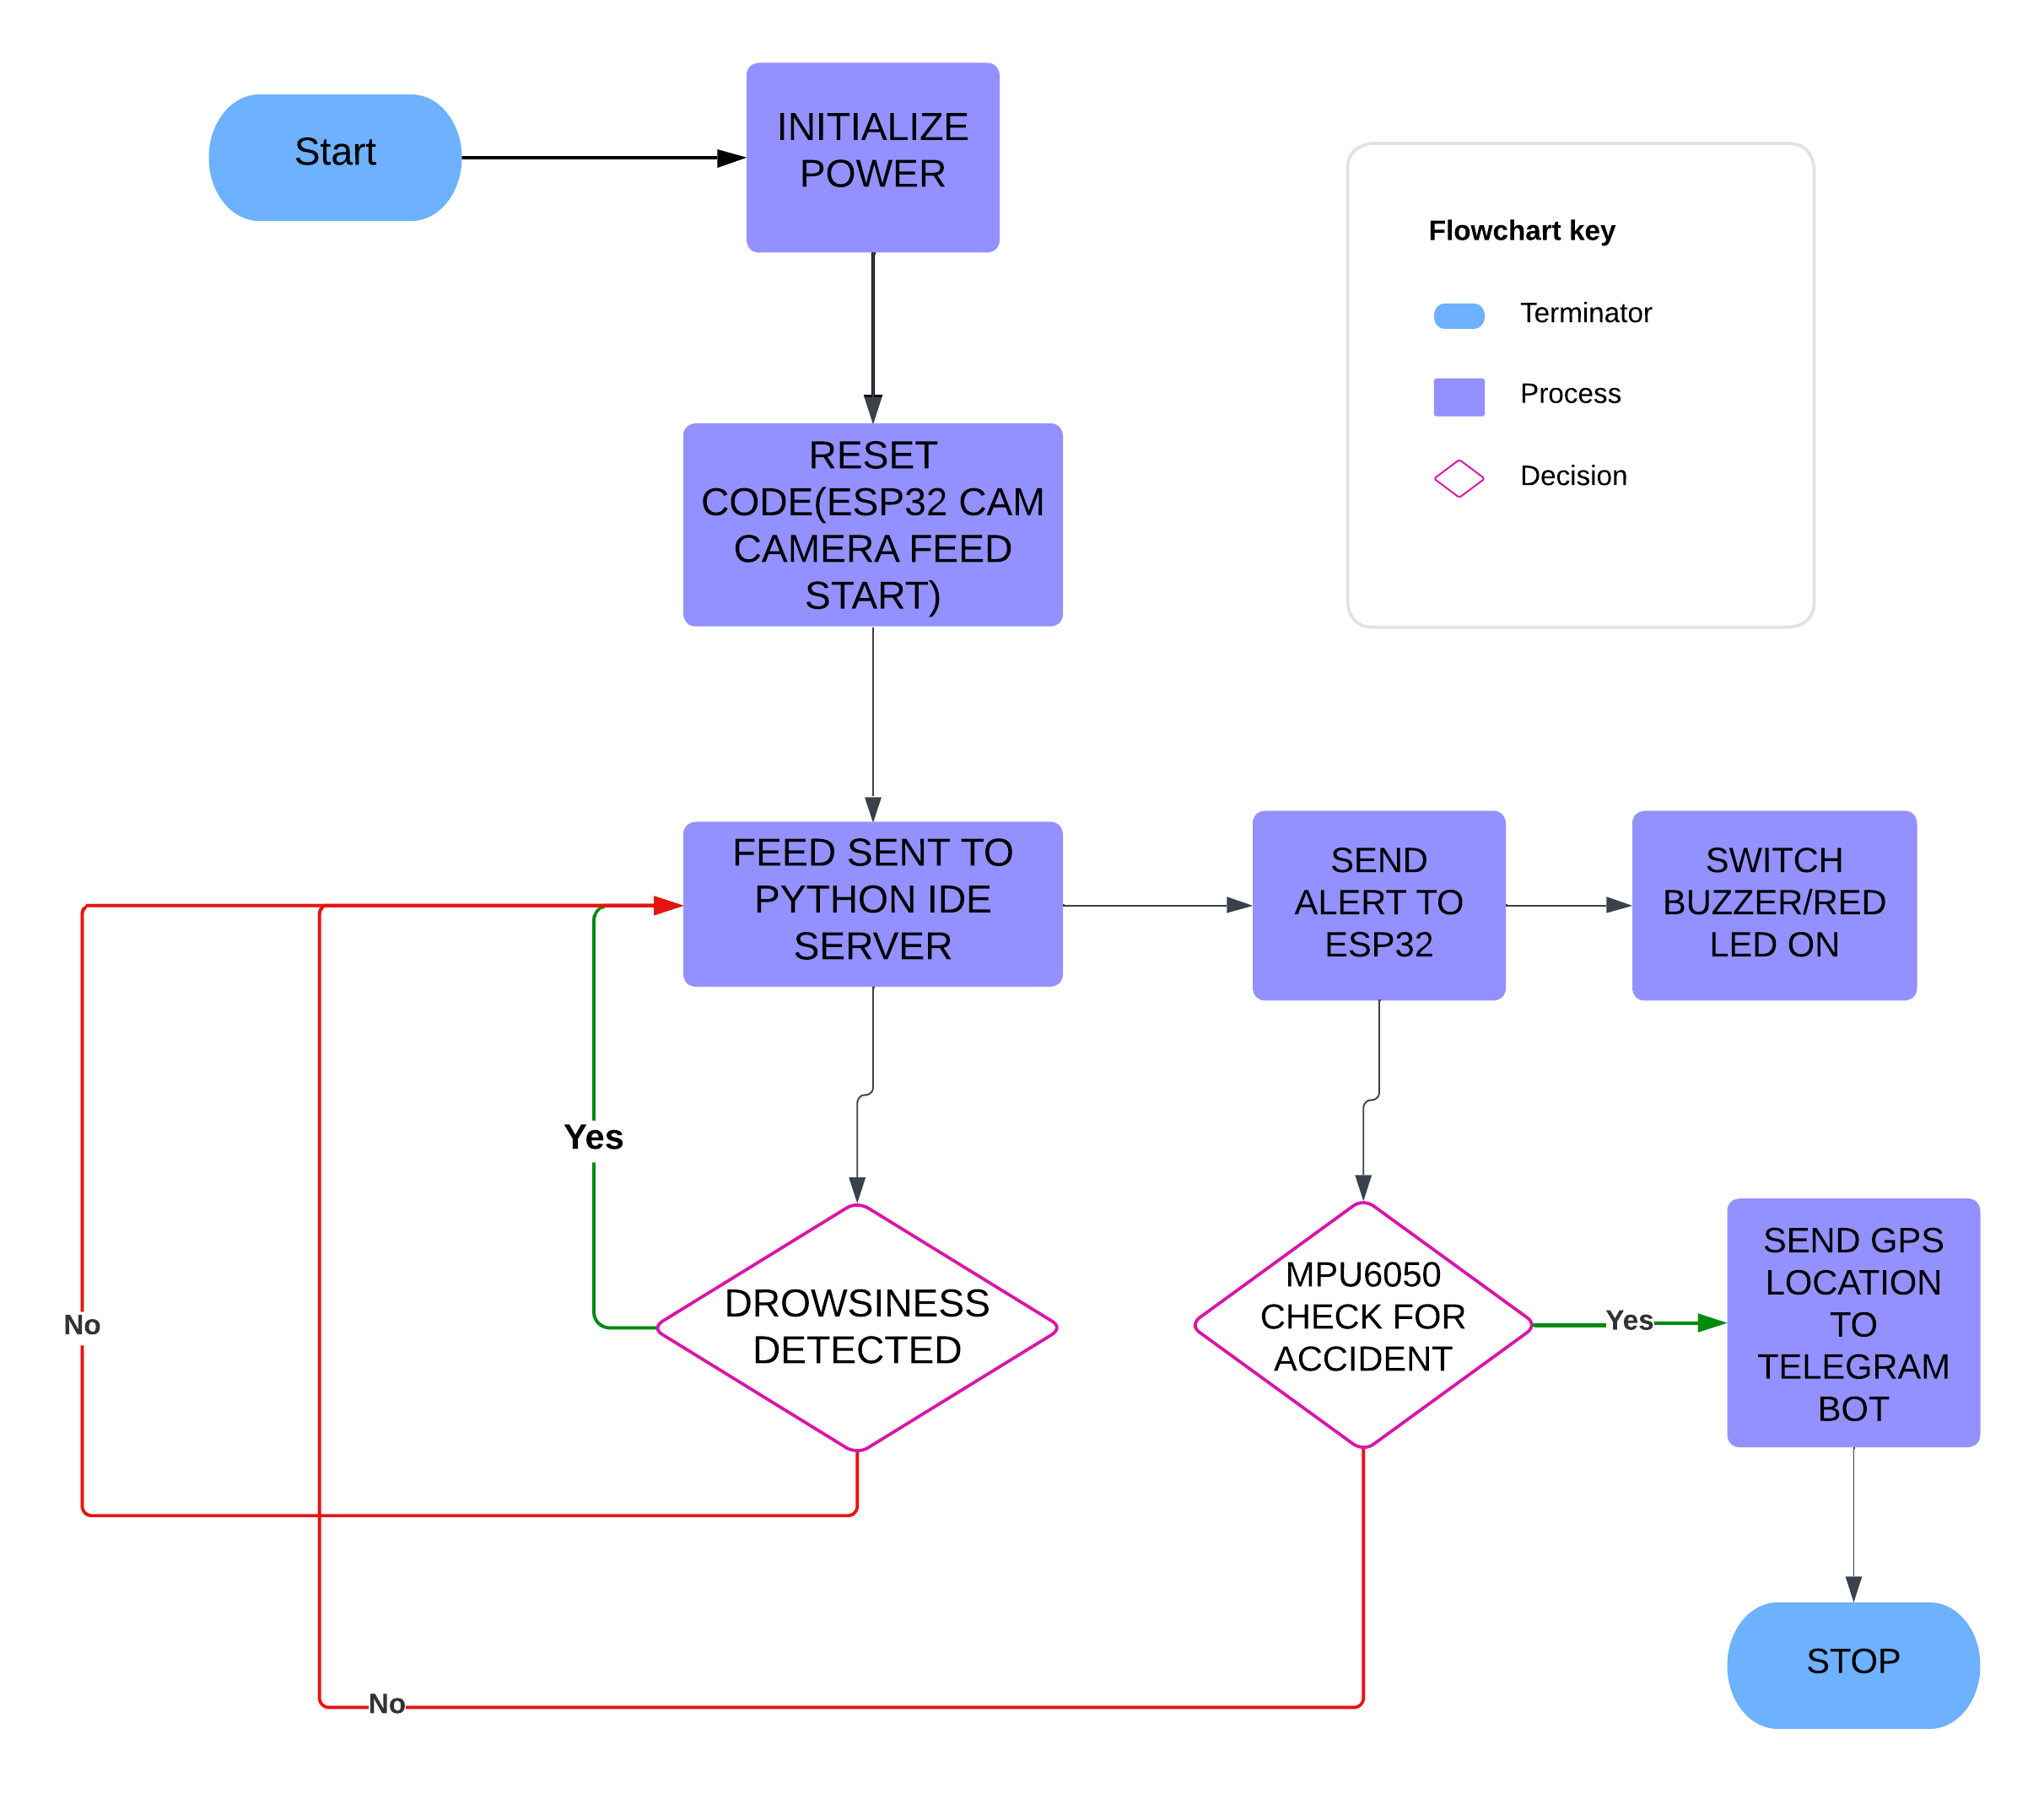 Start
INITIALIZE
POWER
Flowchart key
Terminator
Process
Decision
RESET
CODE(ESP32 CAM
CAMERA FEED
START)
FEED SENT TO
PYTHON IDE
SERVER
SEND
ALERT TO
ESP32
SWITCH
BUZZER/RED
LED ON
Yes
No
DROWSINESS
DETECTED
MPU6050
CHECK FOR
ACCIDENT
Yes
SEND GPS
LOCATION
TO
TELEGRAM
BOT
No
STOP